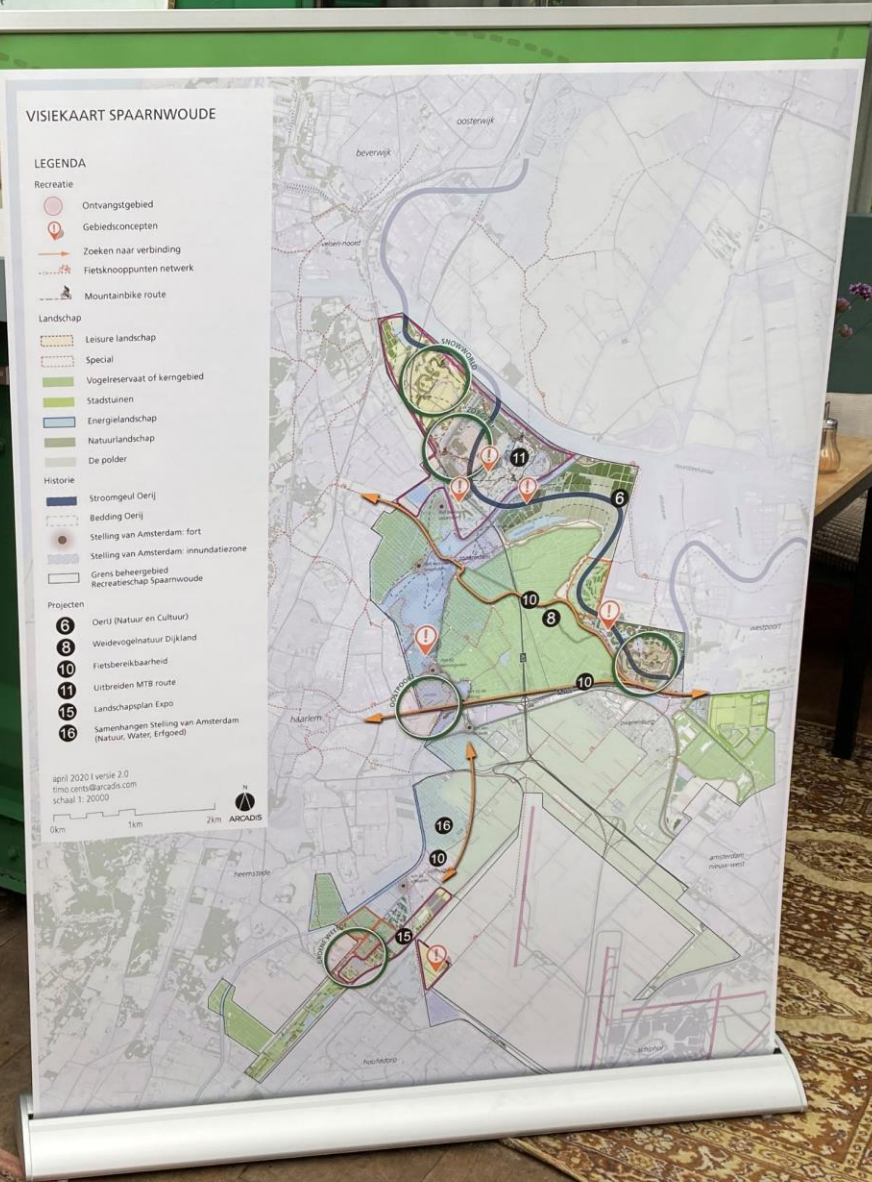 VISIEKAART SPAARNWOUDE
LEGENDA
Recreatie
Ontvangstgebied
Gebiedsconcepten
Zoeken naar verbinding
Fietsknooppunten netwerk
Mountainbike route
Landschap
Leisure landschap
Special
Vogelreservaat of kerngebied
Stadstuinen
Energielandschap
Natuurlandschap
De polder
Historie
Stroomgeul Oerij
Bedding Oerij
Stelling van Amsterdam: fort
Stelling van Amsterdam: innundatiezone
Grens beheergebied
Recreatieschap Spaarnwoude
Projecten
6 OerIJ (Natuur en Cultuur)
8 Weidevogelnatuur Dijkland
10 Fietsbereikbaarheid
11 Uitbreiden MTB route
15 Landschapsplan Expo
16 Samenhangen Stelling van Amsterdam
(Natuur, Water, Erfgoed)
april 2020 I versie 2.0
timo.cents@arcadis.com
schaal 1: 20000
0km 1km 2km
N
ARCADIS
oosterwijk
beverwijk
velsen-noord
SNOWWORLD
11
6
10
8
westpoort
OOSTPOORT
10
haarlem
16
10
heemstede
amsterdam
nieuw-west
15
hoofddorp
schiphol